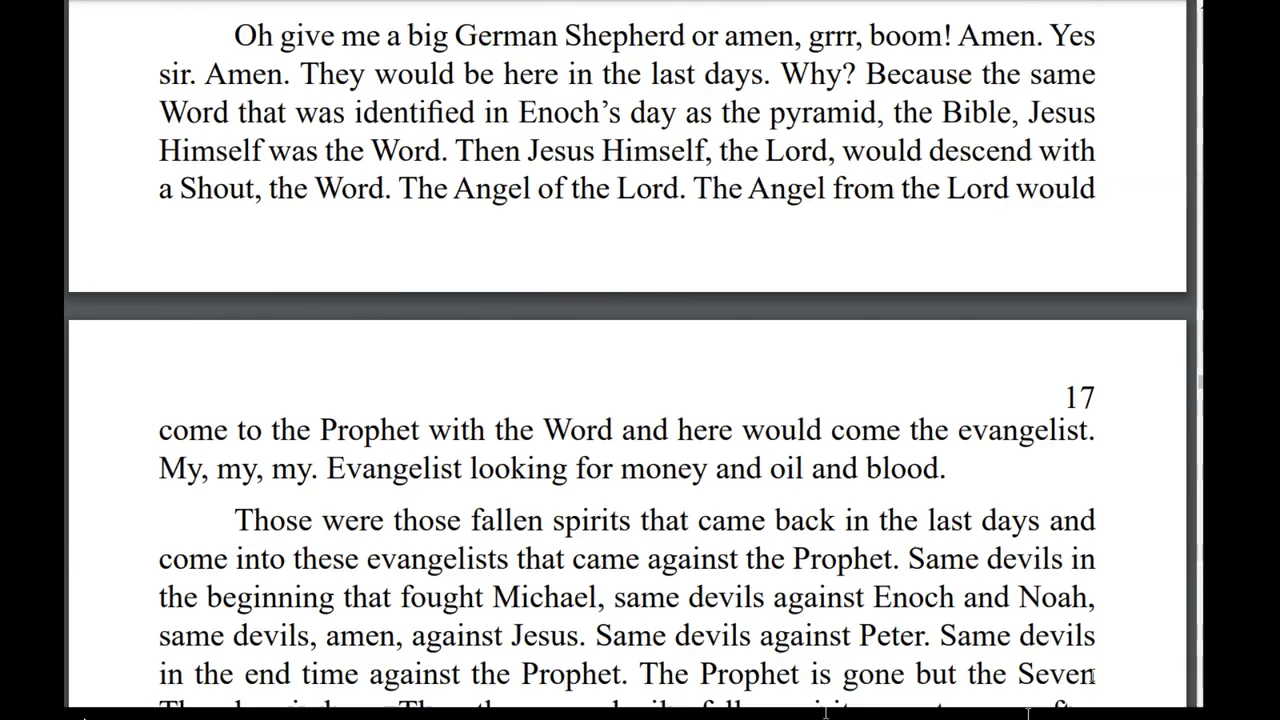 Oh give me a big German Shepherd or amen, grrr, boom! Amen. Yes
sir. Amen. They would be here in the last days. Why? Because the same
Word that was identified in Enoch’s day as the pyramid, the Bible, Jesus
Himself was the Word. Then Jesus Himself, the Lord, would descend with
a Shout, the Word. The Angel of the Lord. The Angel from the Lord would
17
come to the Prophet with the Word and here would come the evangelist.
My, my, my. Evangelist looking for money and oil and blood.
Those were those fallen spirits that came back in the last days and
come into these evangelists that came against the Prophet. Same devils in
the beginning that fought Michael, same devils against Enoch and Noah,
same devils, amen, against Jesus. Same devils against Peter. Same devils
in the end time against the Prophet. The Prophet is gone but the Seven